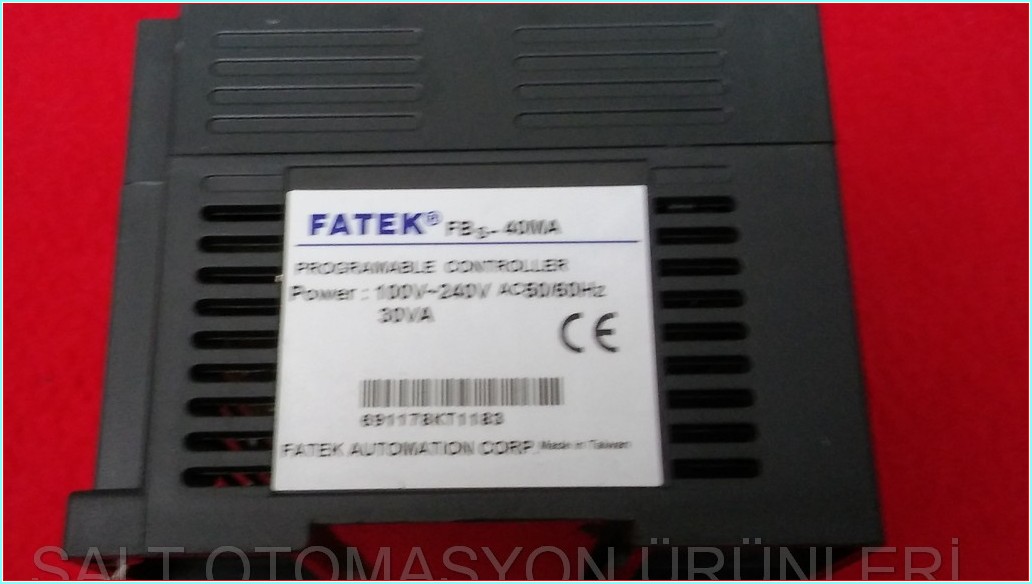 FATEK® FBs-40MA
PROGRAMABLE CONTROLLER
Power: 100V~240V AC50/60Hz
30VA
CE
691178KT1183
FATEK AUTOMATION CORP. Made in Taiwan
SALT OTOMASYON ÜRÜNLERİ